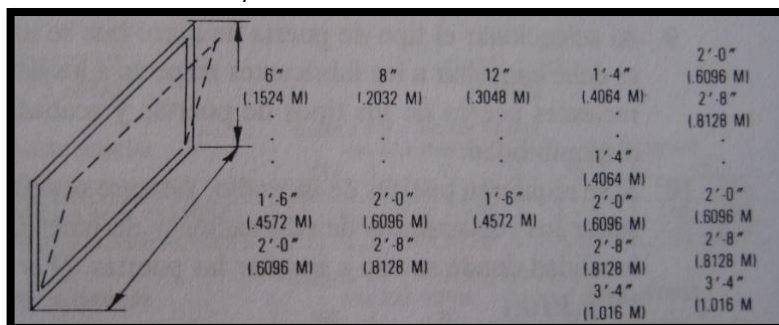 6" 8" 12" 1'-4" 2'-0"
(.1524 M) (.2032 M) (.3048 M) (.4064 M) (.6096 M)
2'-8"
(.8128 M)
1'-4"
(.4064 M)
1'-6" 2'-0" 1'-6" 2'-0" 2'-0"
(.4572 M) (.6096 M) (.4572 M) (.6096 M) (.6096 M
2'-0" 2'-8" 2'-8" 2'-8"
(.6096 M) (.8128 M) (.8128 M) (.8128 M)
3'-4" 3'-4"
(1.016 M) (1.016 M